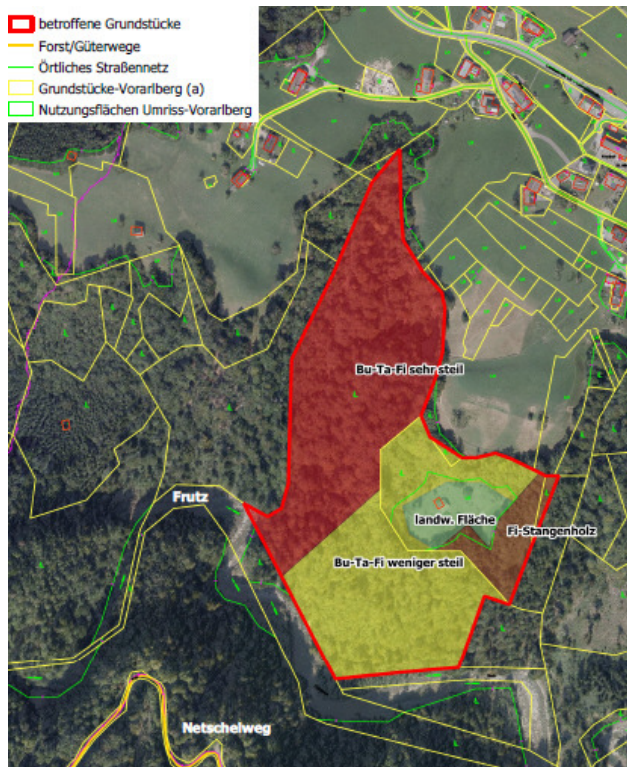 betroffene Grundstücke
Forst/Güterwege
Örtliches Straßennetz
Grundstücke-Vorarlberg (a)
Nutzungsflächen Umriss-Vorarlberg
Bu-Ta-Fi sehr steil
Frutz
landw. Fläche
Fi-Stangenholz
Bu-Ta-Fi weniger steil
Netschelweg